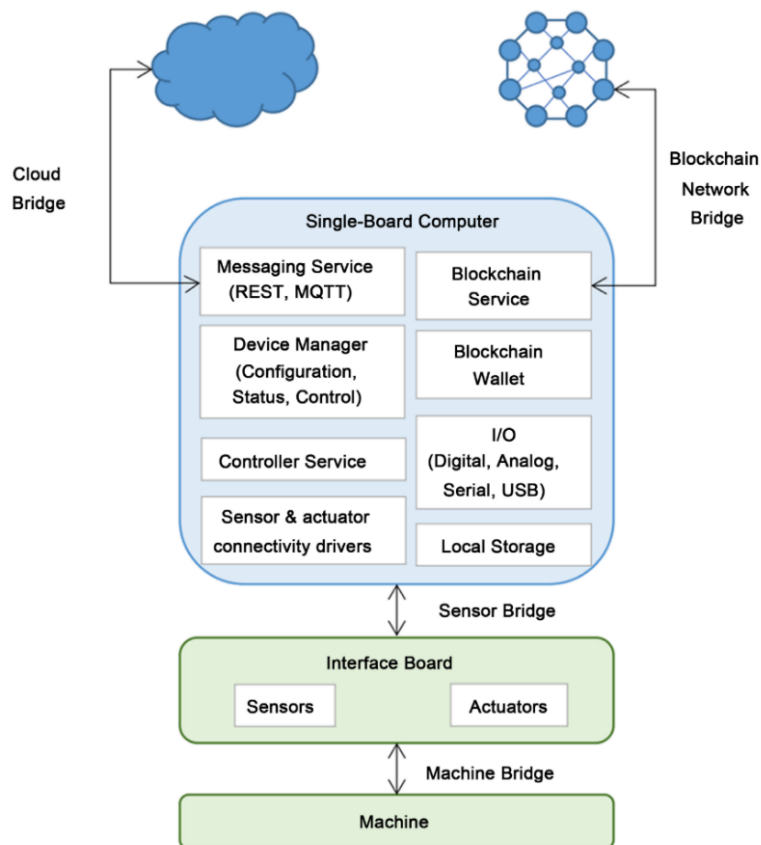 Cloud
Bridge
Blockchain
Network
Bridge
Single-Board Computer
Messaging Service
(REST, MQTT)
Blockchain
Service
Device Manager
(Configuration,
Status, Control)
Blockchain
Wallet
Controller Service
I/O
(Digital, Analog,
Serial, USB)
Sensor & actuator
connectivity drivers
Local Storage
Sensor Bridge
Interface Board
Sensors
Actuators
Machine Bridge
Machine